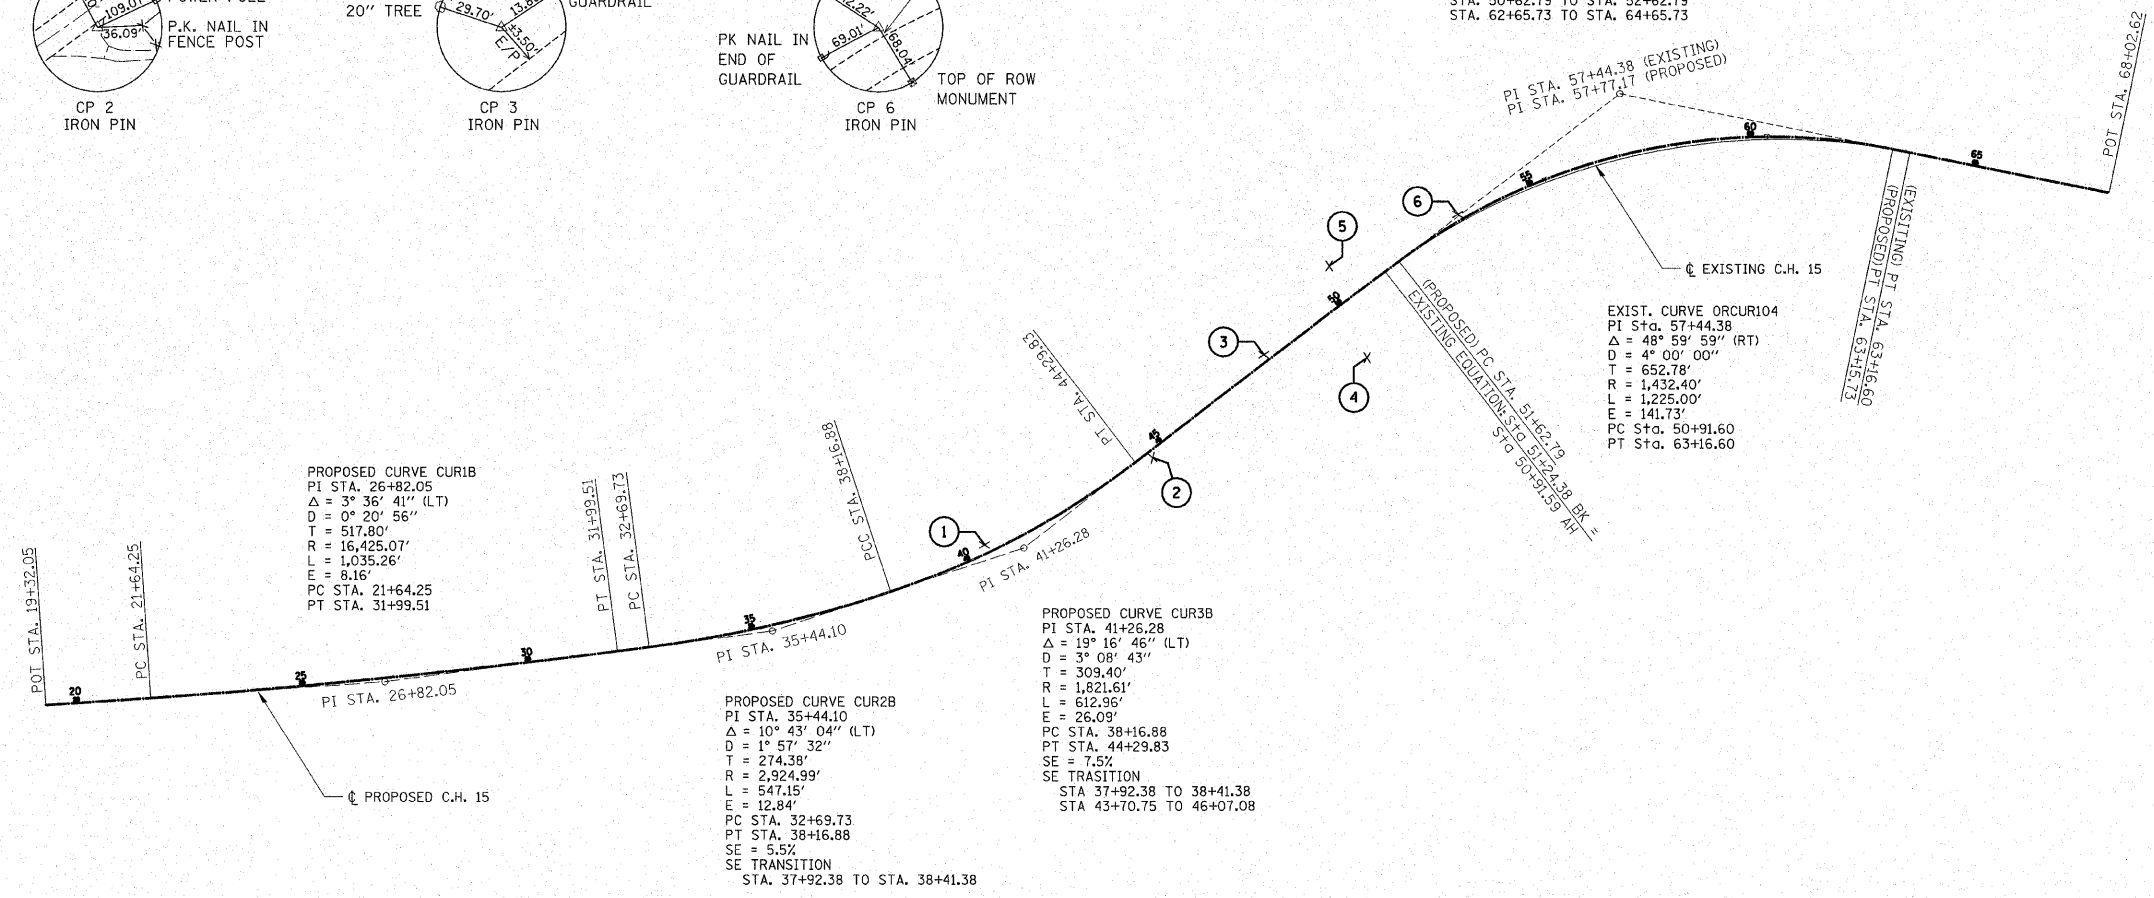 109.07'
36.09'
P.K. NAIL IN
FENCE POST
CP 2
IRON PIN
20" TREE
29.70'
GUARDRAIL
±3.50'
E/P
CP 3
IRON PIN
PK NAIL IN
END OF
GUARDRAIL
69.01'
68.04'
TOP OF ROW
MONUMENT
CP 6
IRON PIN
STA. 50+62.79 TO STA. 52+62.79
STA. 62+65.73 TO STA. 64+65.73
PI STA. 57+44.38 (EXISTING)
PI STA. 57+77.17 (PROPOSED)
POT STA. 68+02.62
60
65
55
6
5
50
3
4
℄ EXISTING C.H. 15
(EXISITING) PT STA. 63+16.60
(PROPOSED) PT STA. 63+15.73
(PROPOSED) PC STA. 51+62.79
EXISTING EQUATION: Sta 51+24.38 BK =
Sta 50+91.59 AH
EXIST. CURVE ORCUR104
PI Sta. 57+44.38
Δ = 48° 59' 59" (RT)
D = 4° 00' 00"
T = 652.78'
R = 1,432.40'
L = 1,225.00'
E = 141.73'
PC Sta. 50+91.60
PT Sta. 63+16.60
PT STA. 44+29.83
45
2
1
40
PI STA. 41+26.28
PCC STA. 38+16.88
PROPOSED CURVE CUR1B
PI STA. 26+82.05
Δ = 3° 36' 41" (LT)
D = 0° 20' 56"
T = 517.80'
R = 16,425.07'
L = 1,035.26'
E = 8.16'
PC STA. 21+64.25
PT STA. 31+99.51
PT STA. 31+99.51
PC STA. 32+69.73
POT STA. 19+32.05
PC STA. 21+64.25
20
25
30
35
PI STA. 26+82.05
PI STA. 35+44.10
℄ PROPOSED C.H. 15
PROPOSED CURVE CUR2B
PI STA. 35+44.10
Δ = 10° 43' 04" (LT)
D = 1° 57' 32"
T = 274.38'
R = 2,924.99'
L = 547.15'
E = 12.84'
PC STA. 32+69.73
PT STA. 38+16.88
SE = 5.5%
SE TRANSITION
STA. 37+92.38 TO STA. 38+41.38
PROPOSED CURVE CUR3B
PI STA. 41+26.28
Δ = 19° 16' 46" (LT)
D = 3° 08' 43"
T = 309.40'
R = 1,821.61'
L = 612.96'
E = 26.09'
PC STA. 38+16.88
PT STA. 44+29.83
SE = 7.5%
SE TRASITION
STA 37+92.38 TO 38+41.38
STA 43+70.75 TO 46+07.08